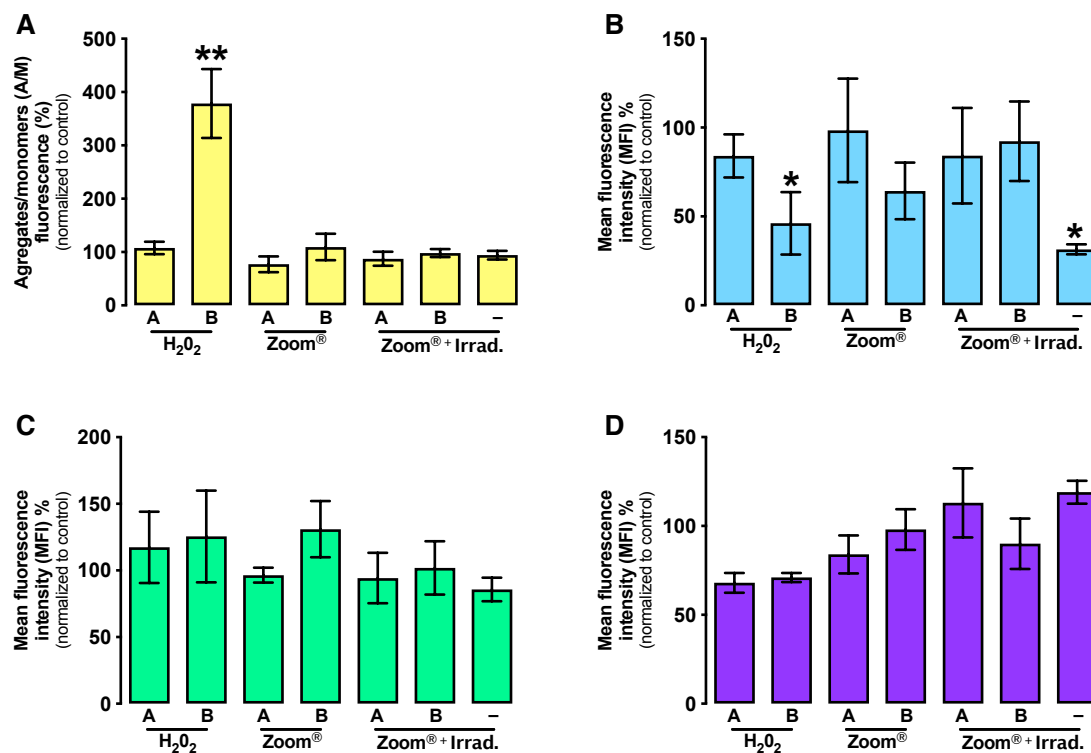 A
Agregates/monomers (A/M)
fluorescence (%)
(normalized to control)
500
400
300
200
100
0
**
A B A B A B –
H₂0₂ Zoom® Zoom® + Irrad.
B
Mean fluorescence
intensity (MFI) %
(normalized to control)
150
100
50
0
*
*
A B A B A B –
H₂0₂ Zoom® Zoom® + Irrad.
C
Mean fluorescence
intensity (MFI) %
(normalized to control)
200
150
100
50
0
A B A B A B –
H₂0₂ Zoom® Zoom® + Irrad.
D
Mean fluorescence
intensity (MFI) %
(normalized to control)
150
100
50
0
A B A B A B –
H₂0₂ Zoom® Zoom® + Irrad.